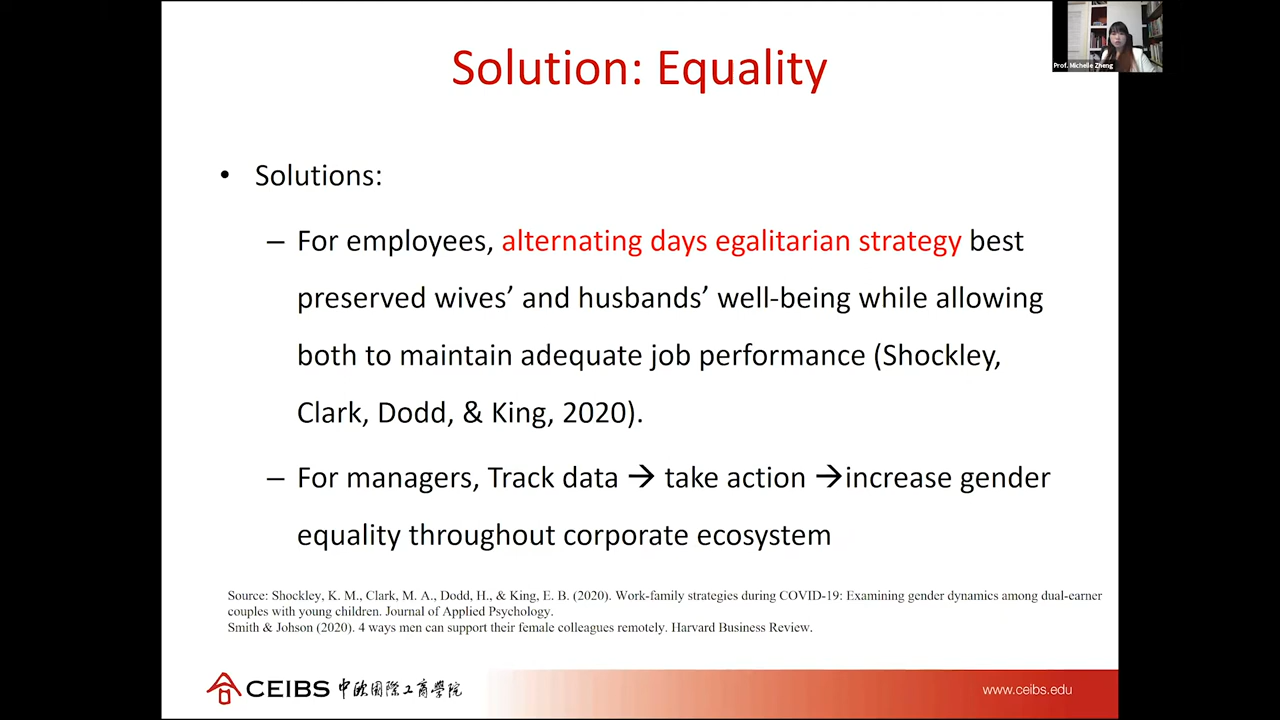 Solution: Equality
Prof. Michelle Zheng
• Solutions:
– For employees, alternating days egalitarian strategy best
preserved wives’ and husbands’ well-being while allowing
both to maintain adequate job performance (Shockley,
Clark, Dodd, & King, 2020).
– For managers, Track data → take action →increase gender
equality throughout corporate ecosystem
Source: Shockley, K. M., Clark, M. A., Dodd, H., & King, E. B. (2020). Work-family strategies during COVID-19: Examining gender dynamics among dual-earner
couples with young children. Journal of Applied Psychology.
Smith & Johson (2020). 4 ways men can support their female colleagues remotely. Harvard Business Review.
CEIBS 中欧國際工商學院
www.ceibs.edu